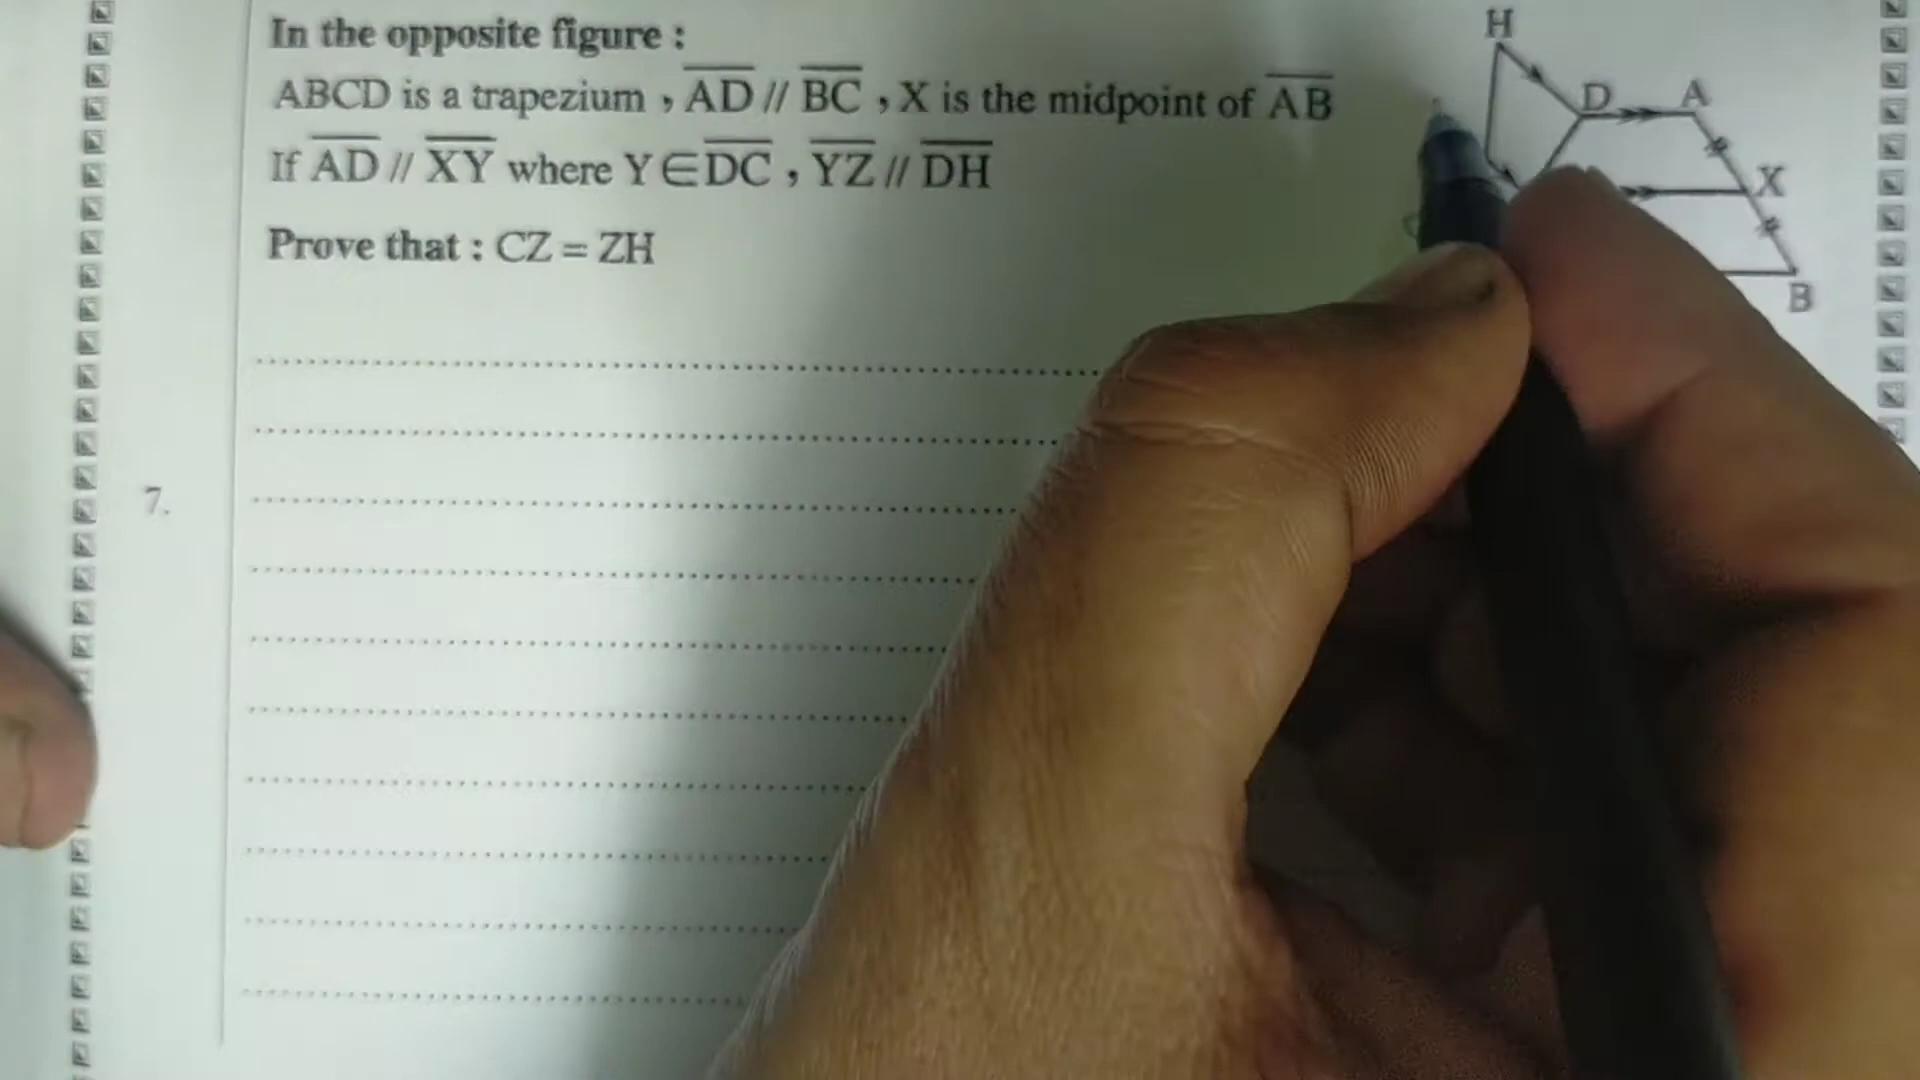 In the opposite figure :
ABCD is a trapezium , AD // BC , X is the midpoint of AB
If AD // XY where Y ∈ DC , YZ // DH
Prove that : CZ = ZH
7.
H
D
A
X
B